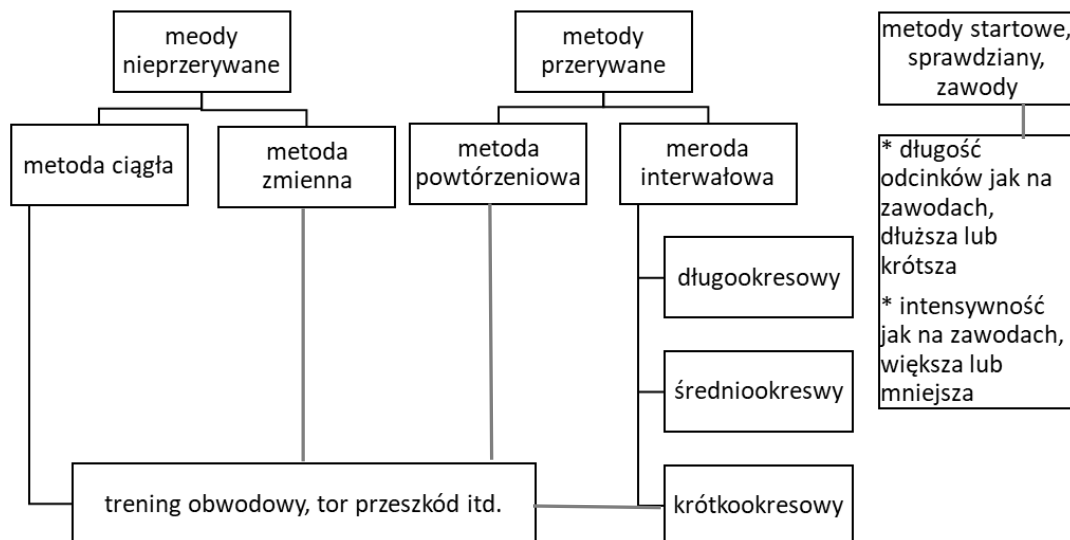 meody
nieprzerywane
metody
przerywane
metody startowe,
sprawdziany,
zawody
metoda ciągła
metoda
zmienna
metoda
powtórzeniowa
meroda
interwałowa
* długość
odcinków jak na
zawodach,
dłuższa lub
krótsza
* intensywność
jak na zawodach,
większa lub
mniejsza
długookresowy
średniookreswy
trening obwodowy, tor przeszkód itd.
krótkookresowy